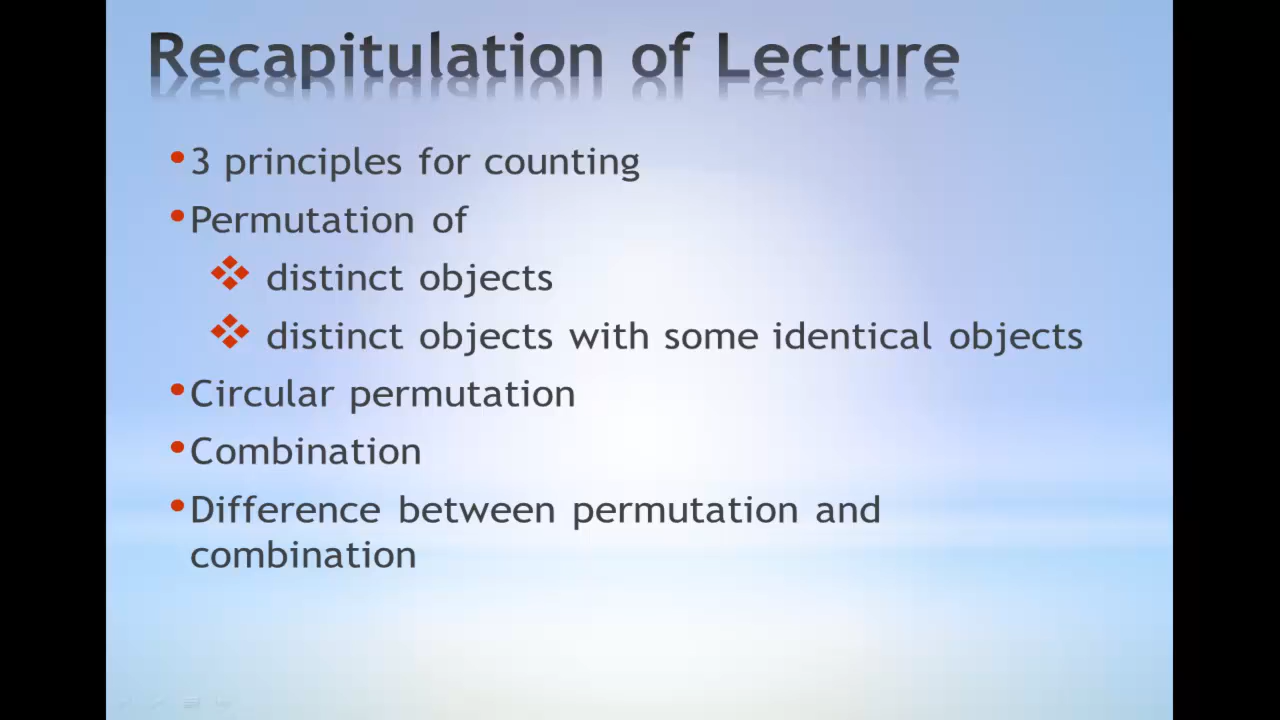 Recapitulation of Lecture
•3 principles for counting
•Permutation of
❖ distinct objects
❖ distinct objects with some identical objects
•Circular permutation
•Combination
•Difference between permutation and
combination